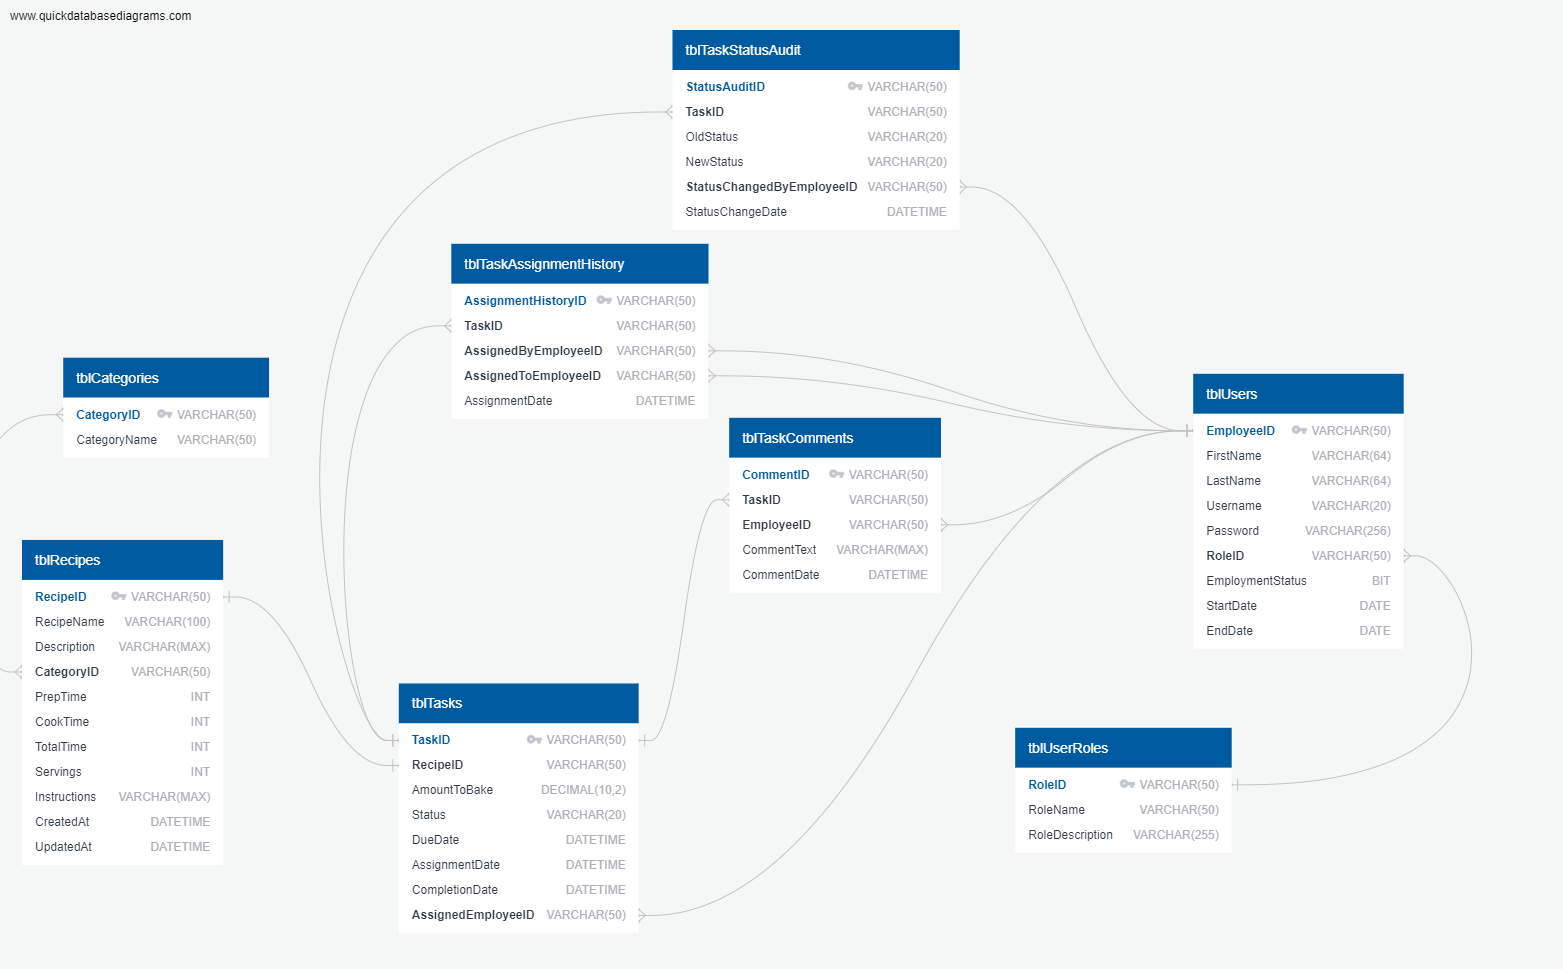 www.quickdatabasediagrams.com
tblTaskStatusAudit
StatusAuditID VARCHAR(50)
TaskID VARCHAR(50)
OldStatus VARCHAR(20)
NewStatus VARCHAR(20)
StatusChangedByEmployeeID VARCHAR(50)
StatusChangeDate DATETIME
tblTaskAssignmentHistory
AssignmentHistoryID VARCHAR(50)
TaskID VARCHAR(50)
AssignedByEmployeeID VARCHAR(50)
AssignedToEmployeeID VARCHAR(50)
AssignmentDate DATETIME
tblCategories
CategoryID VARCHAR(50)
CategoryName VARCHAR(50)
tblUsers
EmployeeID VARCHAR(50)
FirstName VARCHAR(64)
LastName VARCHAR(64)
Username VARCHAR(20)
Password VARCHAR(256)
RoleID VARCHAR(50)
EmploymentStatus BIT
StartDate DATE
EndDate DATE
tblTaskComments
CommentID VARCHAR(50)
TaskID VARCHAR(50)
EmployeeID VARCHAR(50)
CommentText VARCHAR(MAX)
CommentDate DATETIME
tblRecipes
RecipeID VARCHAR(50)
RecipeName VARCHAR(100)
Description VARCHAR(MAX)
CategoryID VARCHAR(50)
PrepTime INT
CookTime INT
TotalTime INT
Servings INT
Instructions VARCHAR(MAX)
CreatedAt DATETIME
UpdatedAt DATETIME
tblTasks
TaskID VARCHAR(50)
RecipeID VARCHAR(50)
AmountToBake DECIMAL(10,2)
Status VARCHAR(20)
DueDate DATETIME
AssignmentDate DATETIME
CompletionDate DATETIME
AssignedEmployeeID VARCHAR(50)
tblUserRoles
RoleID VARCHAR(50)
RoleName VARCHAR(50)
RoleDescription VARCHAR(255)